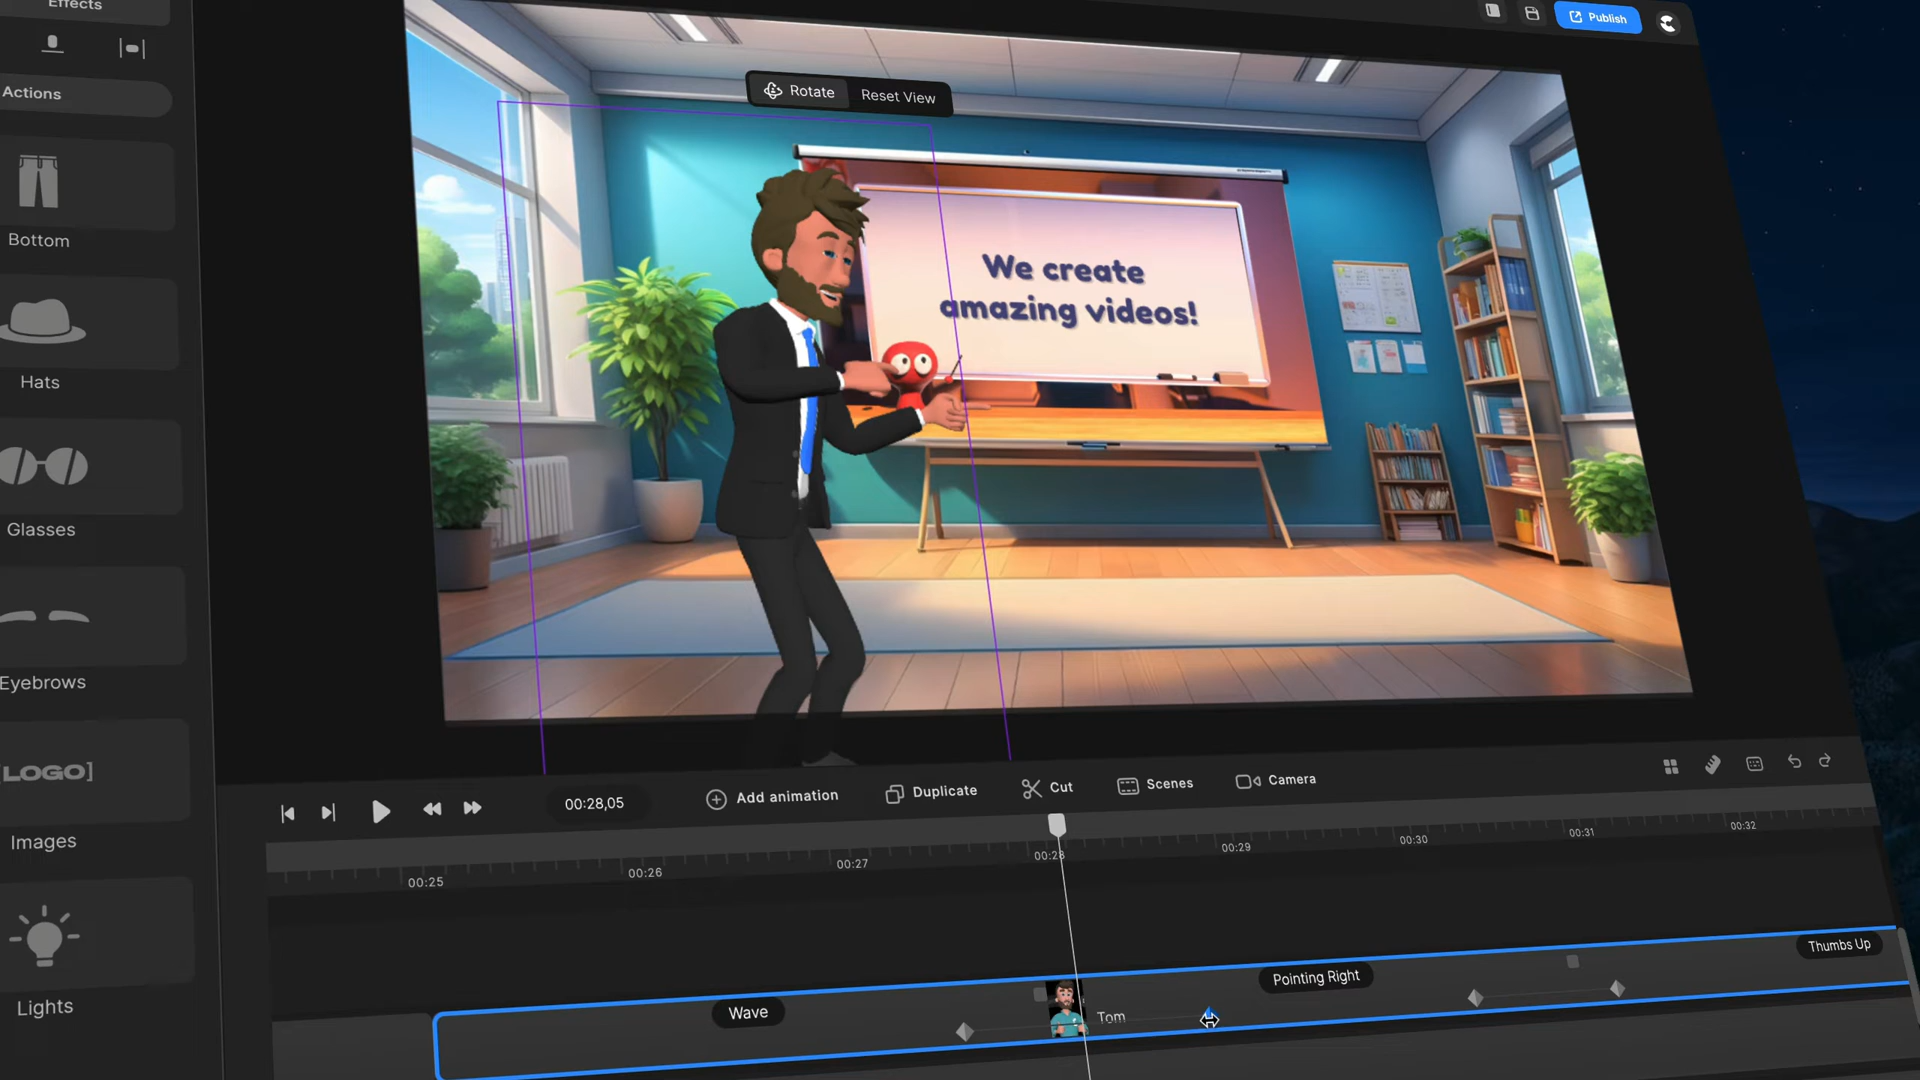 Effects
Publish
Actions
Rotate
Reset View
Bottom
We create
amazing videos!
Hats
Glasses
Eyebrows
[LOGO]
Images
Lights
00:28,05
Add animation
Duplicate
Cut
Scenes
Camera
00:25
00:26
00:27
00:28
00:29
00:30
00:31
00:32
Wave
Tom
Pointing Right
Thumbs Up